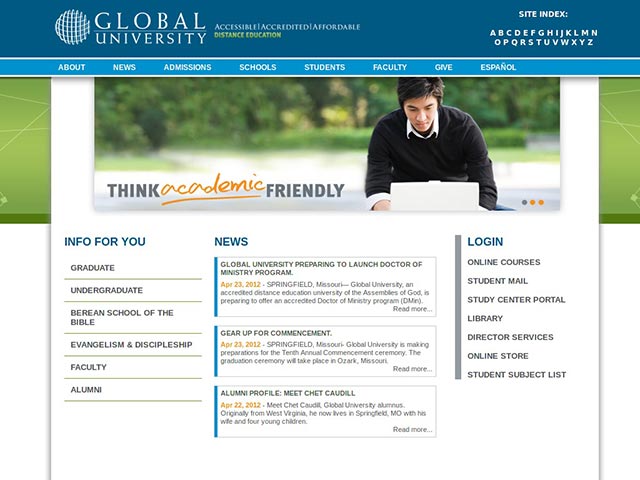 GLOBAL
UNIVERSITY
ACCESSIBLE|ACCREDITED|AFFORDABLE
DISTANCE EDUCATION
SITE INDEX:
A B C D E F G H I J K L M N
O P Q R S T U V W X Y Z
ABOUT NEWS ADMISSIONS SCHOOLS STUDENTS FACULTY GIVE ESPAÑOL
THINK academic FRIENDLY
INFO FOR YOU
GRADUATE
UNDERGRADUATE
BEREAN SCHOOL OF THE
BIBLE
EVANGELISM & DISCIPLESHIP
FACULTY
ALUMNI
NEWS
GLOBAL UNIVERSITY PREPARING TO LAUNCH DOCTOR OF
MINISTRY PROGRAM.
Apr 23, 2012 - SPRINGFIELD, Missouri— Global University, an
accredited distance education university of the Assemblies of God, is
preparing to offer an accredited Doctor of Ministry program (DMin).
Read more...
GEAR UP FOR COMMENCEMENT.
Apr 23, 2012 - SPRINGFIELD, Missouri- Global University is making
preparations for the Tenth Annual Commencement ceremony. The
graduation ceremony will take place in Ozark, Missouri.
Read more...
ALUMNI PROFILE: MEET CHET CAUDILL
Apr 22, 2012 - Meet Chet Caudill, Global University alumnus.
Originally from West Virginia, he now lives in Springfield, MO with his
wife and four young children.
Read more...
LOGIN
ONLINE COURSES
STUDENT MAIL
STUDY CENTER PORTAL
LIBRARY
DIRECTOR SERVICES
ONLINE STORE
STUDENT SUBJECT LIST